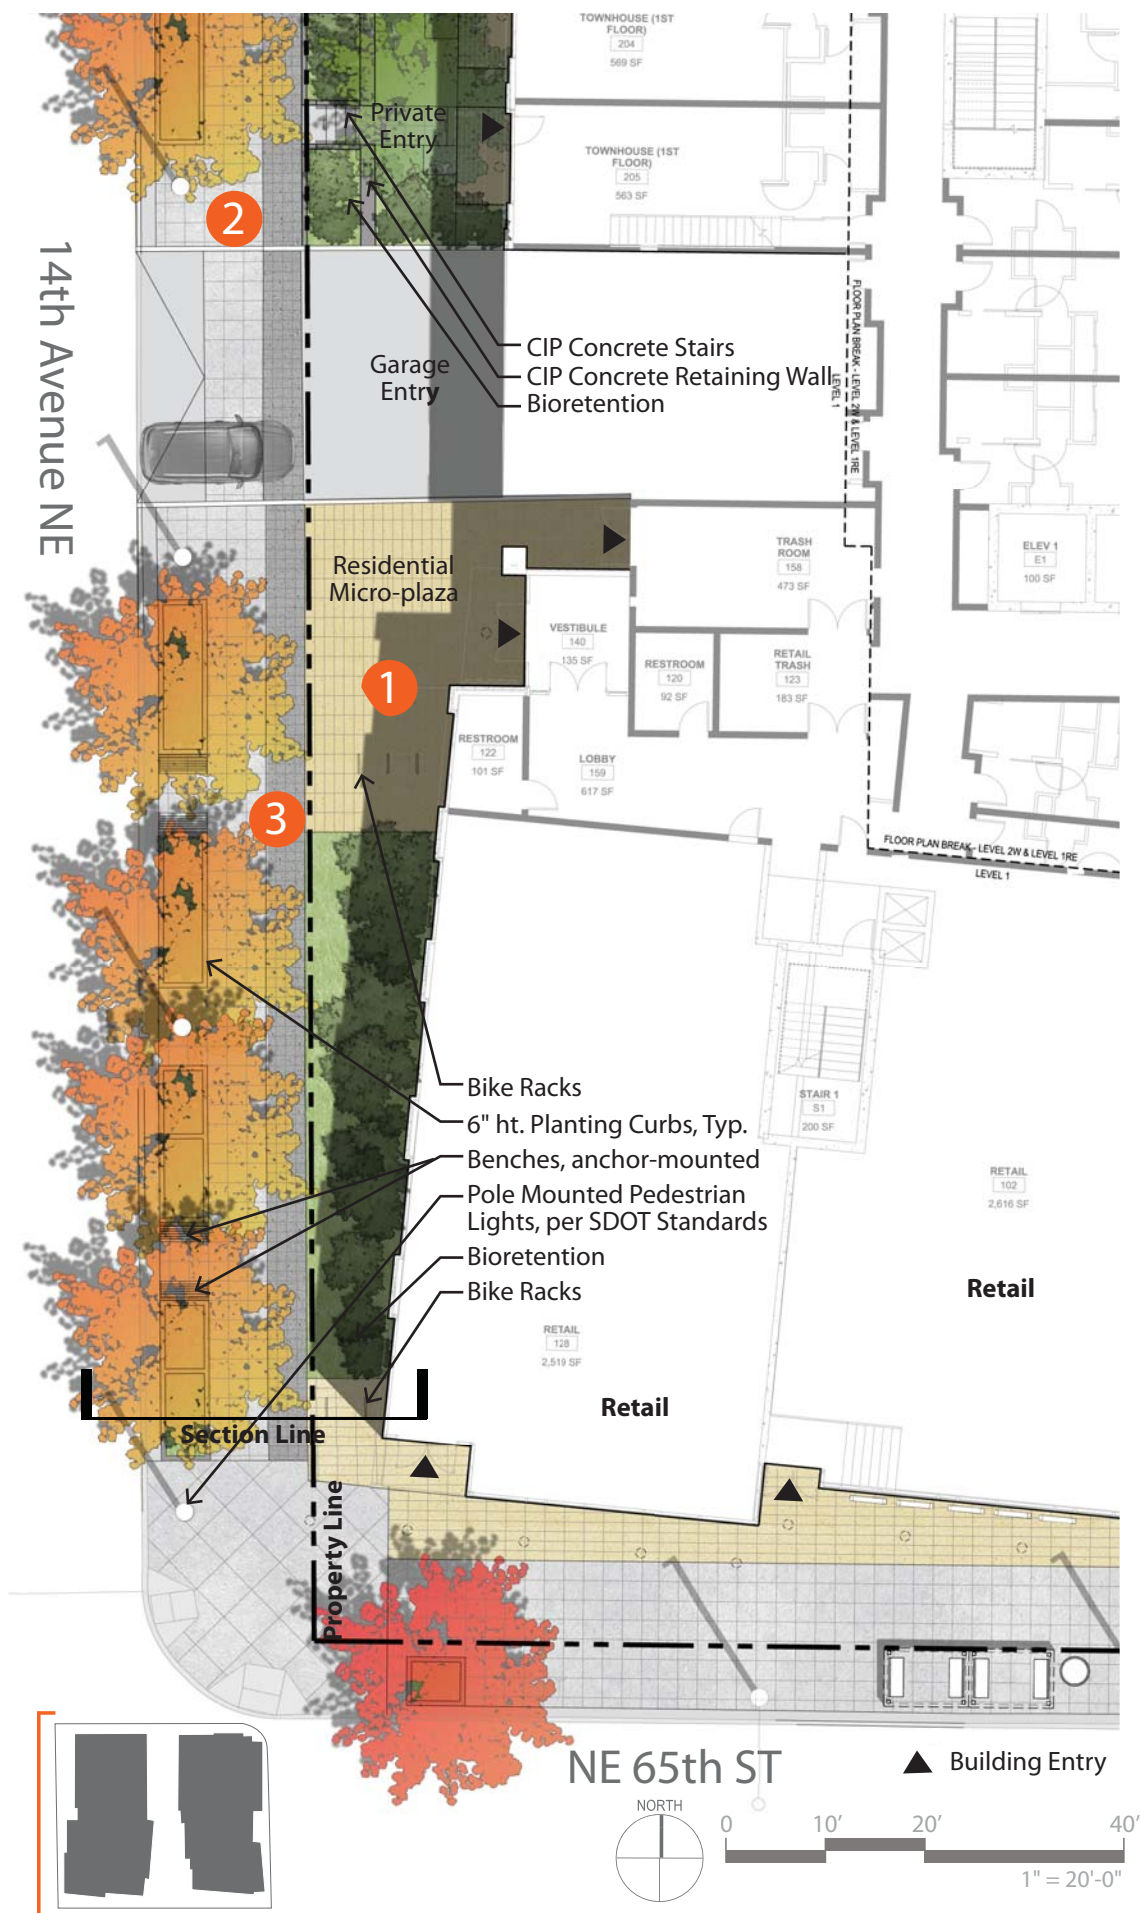 TOWNHOUSE (1ST
FLOOR)
204
569 SF
Private
Entry
TOWNHOUSE (1ST
FLOOR)
205
563 SF
2
14th Avenue NE
Garage
Entry
CIP Concrete Stairs
CIP Concrete Retaining Wall
Bioretention
FLOOR PLAN BREAK - LEVEL 2W & LEVEL 1RE
LEVEL 1
Residential
Micro-plaza
TRASH
ROOM
158
473 SF
ELEV 1
E1
100 SF
VESTIBULE
140
135 SF
RESTROOM
120
92 SF
RETAIL
TRASH
123
183 SF
1
RESTROOM
122
101 SF
LOBBY
159
617 SF
3
FLOOR PLAN BREAK - LEVEL 2W & LEVEL 1RE
LEVEL 1
Bike Racks
6" ht. Planting Curbs, Typ.
Benches, anchor-mounted
Pole Mounted Pedestrian
Lights, per SDOT Standards
Bioretention
Bike Racks
STAIR 1
S1
200 SF
RETAIL
102
2,616 SF
Retail
RETAIL
128
2,519 SF
Retail
Section Line
Property Line
NE 65th ST
Building Entry
NORTH
0 10' 20' 40'
1" = 20'-0"